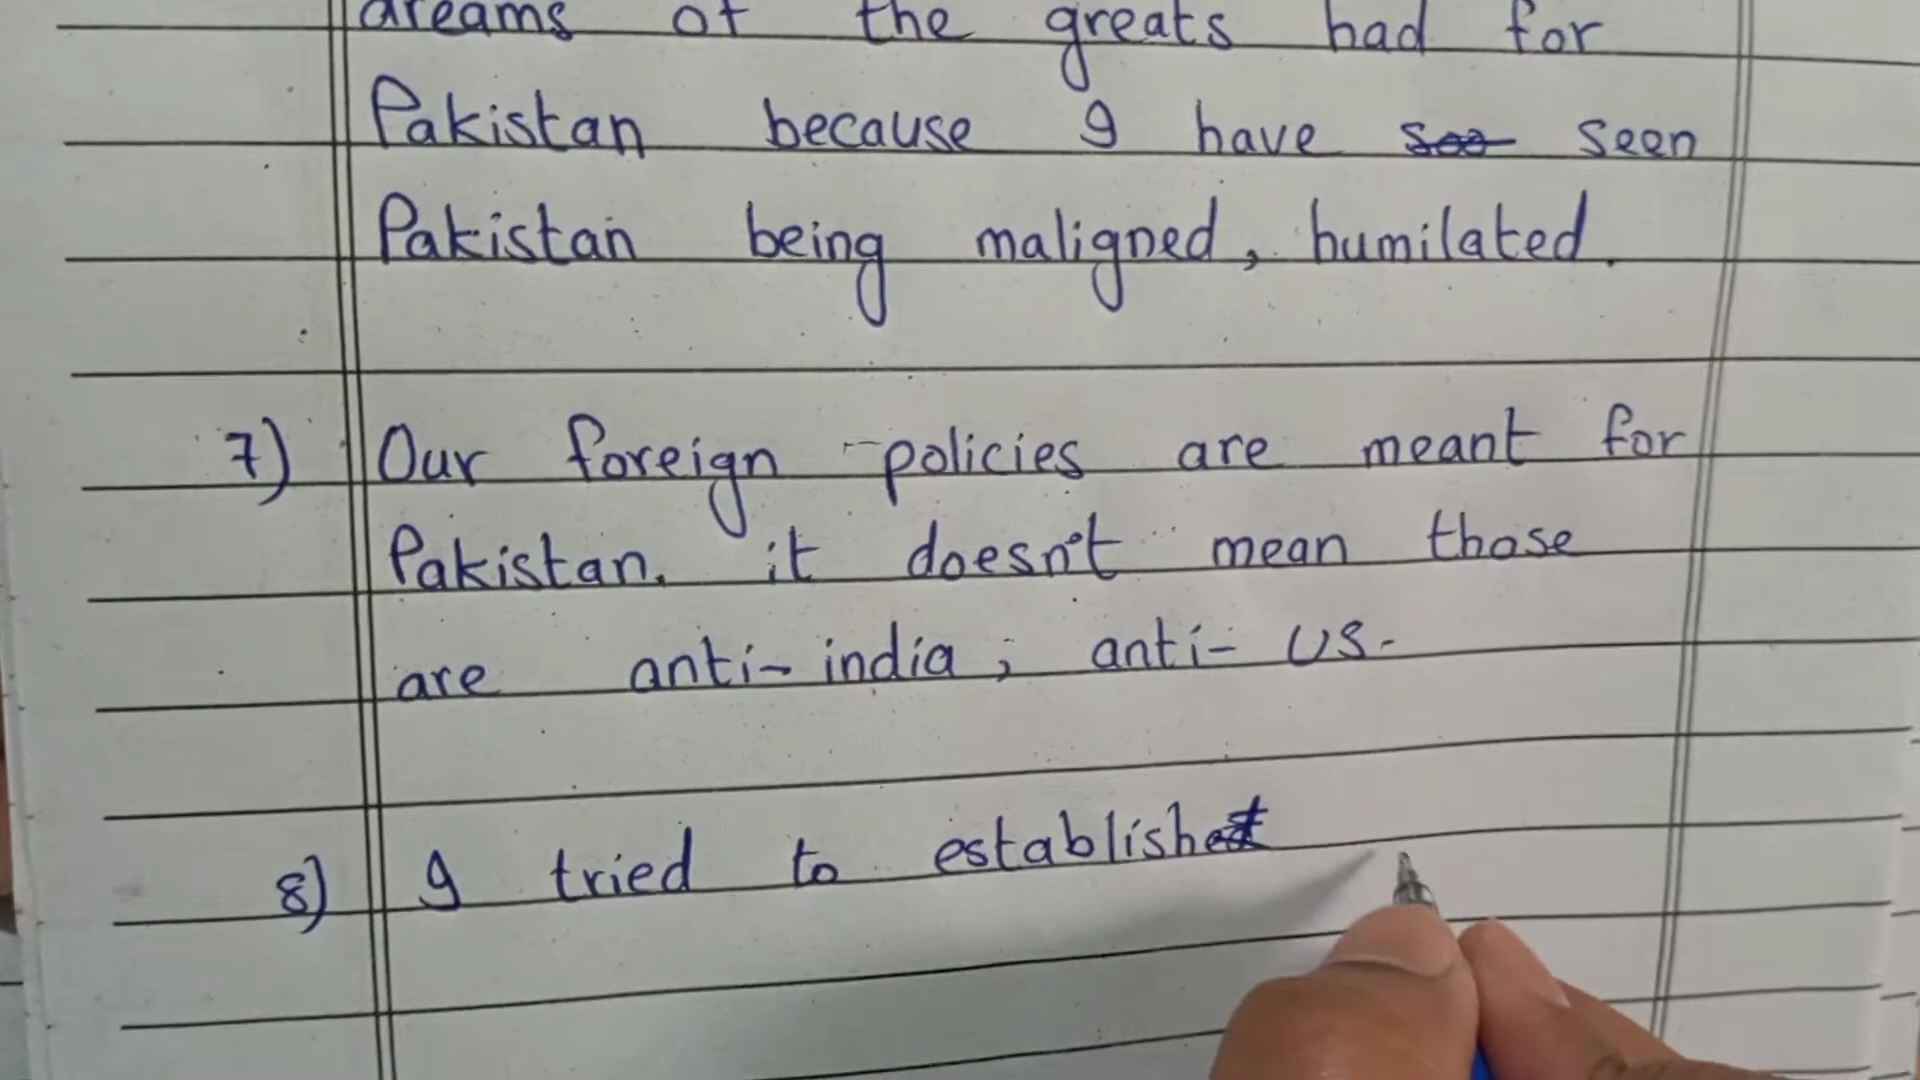 dreams of the greats had for
Pakistan because I have seen
Pakistan being maligned, humilated.
7) Our foreign policies are meant for
Pakistan. it doesn't mean those
are anti-india, anti-US.
8) I tried to establish